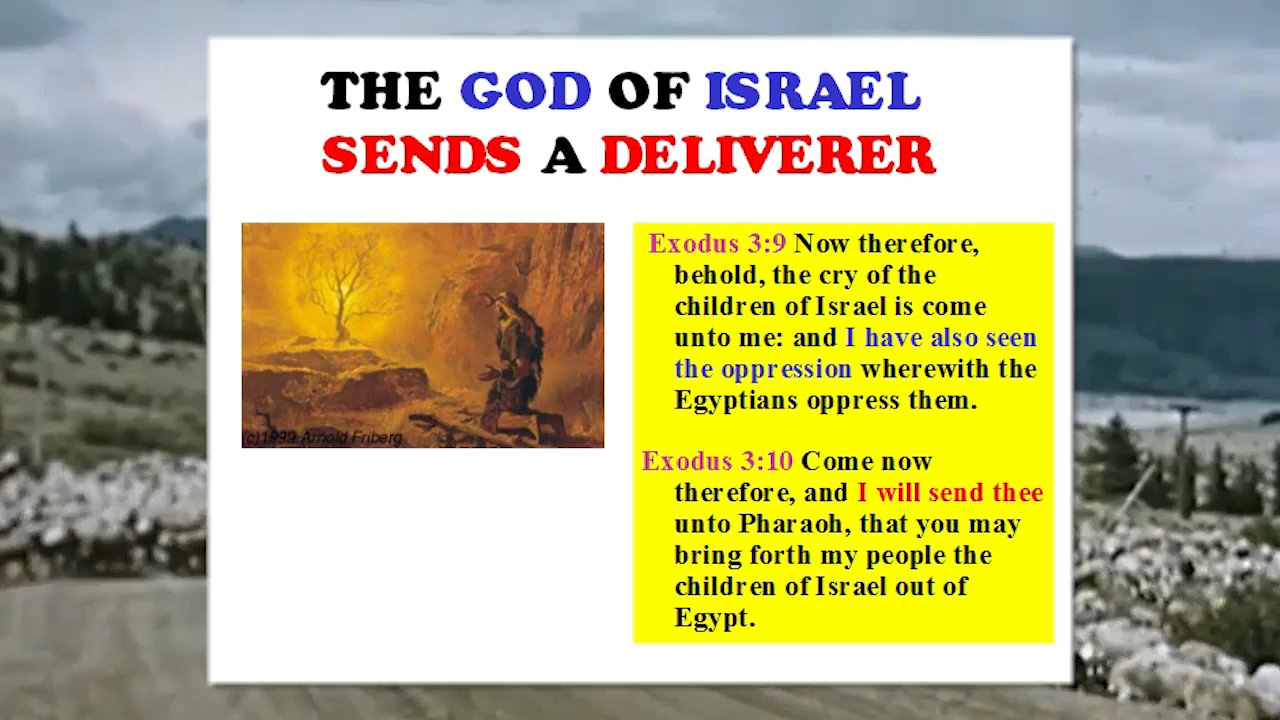 THE GOD OF ISRAEL
SENDS A DELIVERER
(c)1999 Arnold Friberg
Exodus 3:9 Now therefore,
behold, the cry of the
children of Israel is come
unto me: and I have also seen
the oppression wherewith the
Egyptians oppress them.
Exodus 3:10 Come now
therefore, and I will send thee
unto Pharaoh, that you may
bring forth my people the
children of Israel out of
Egypt.